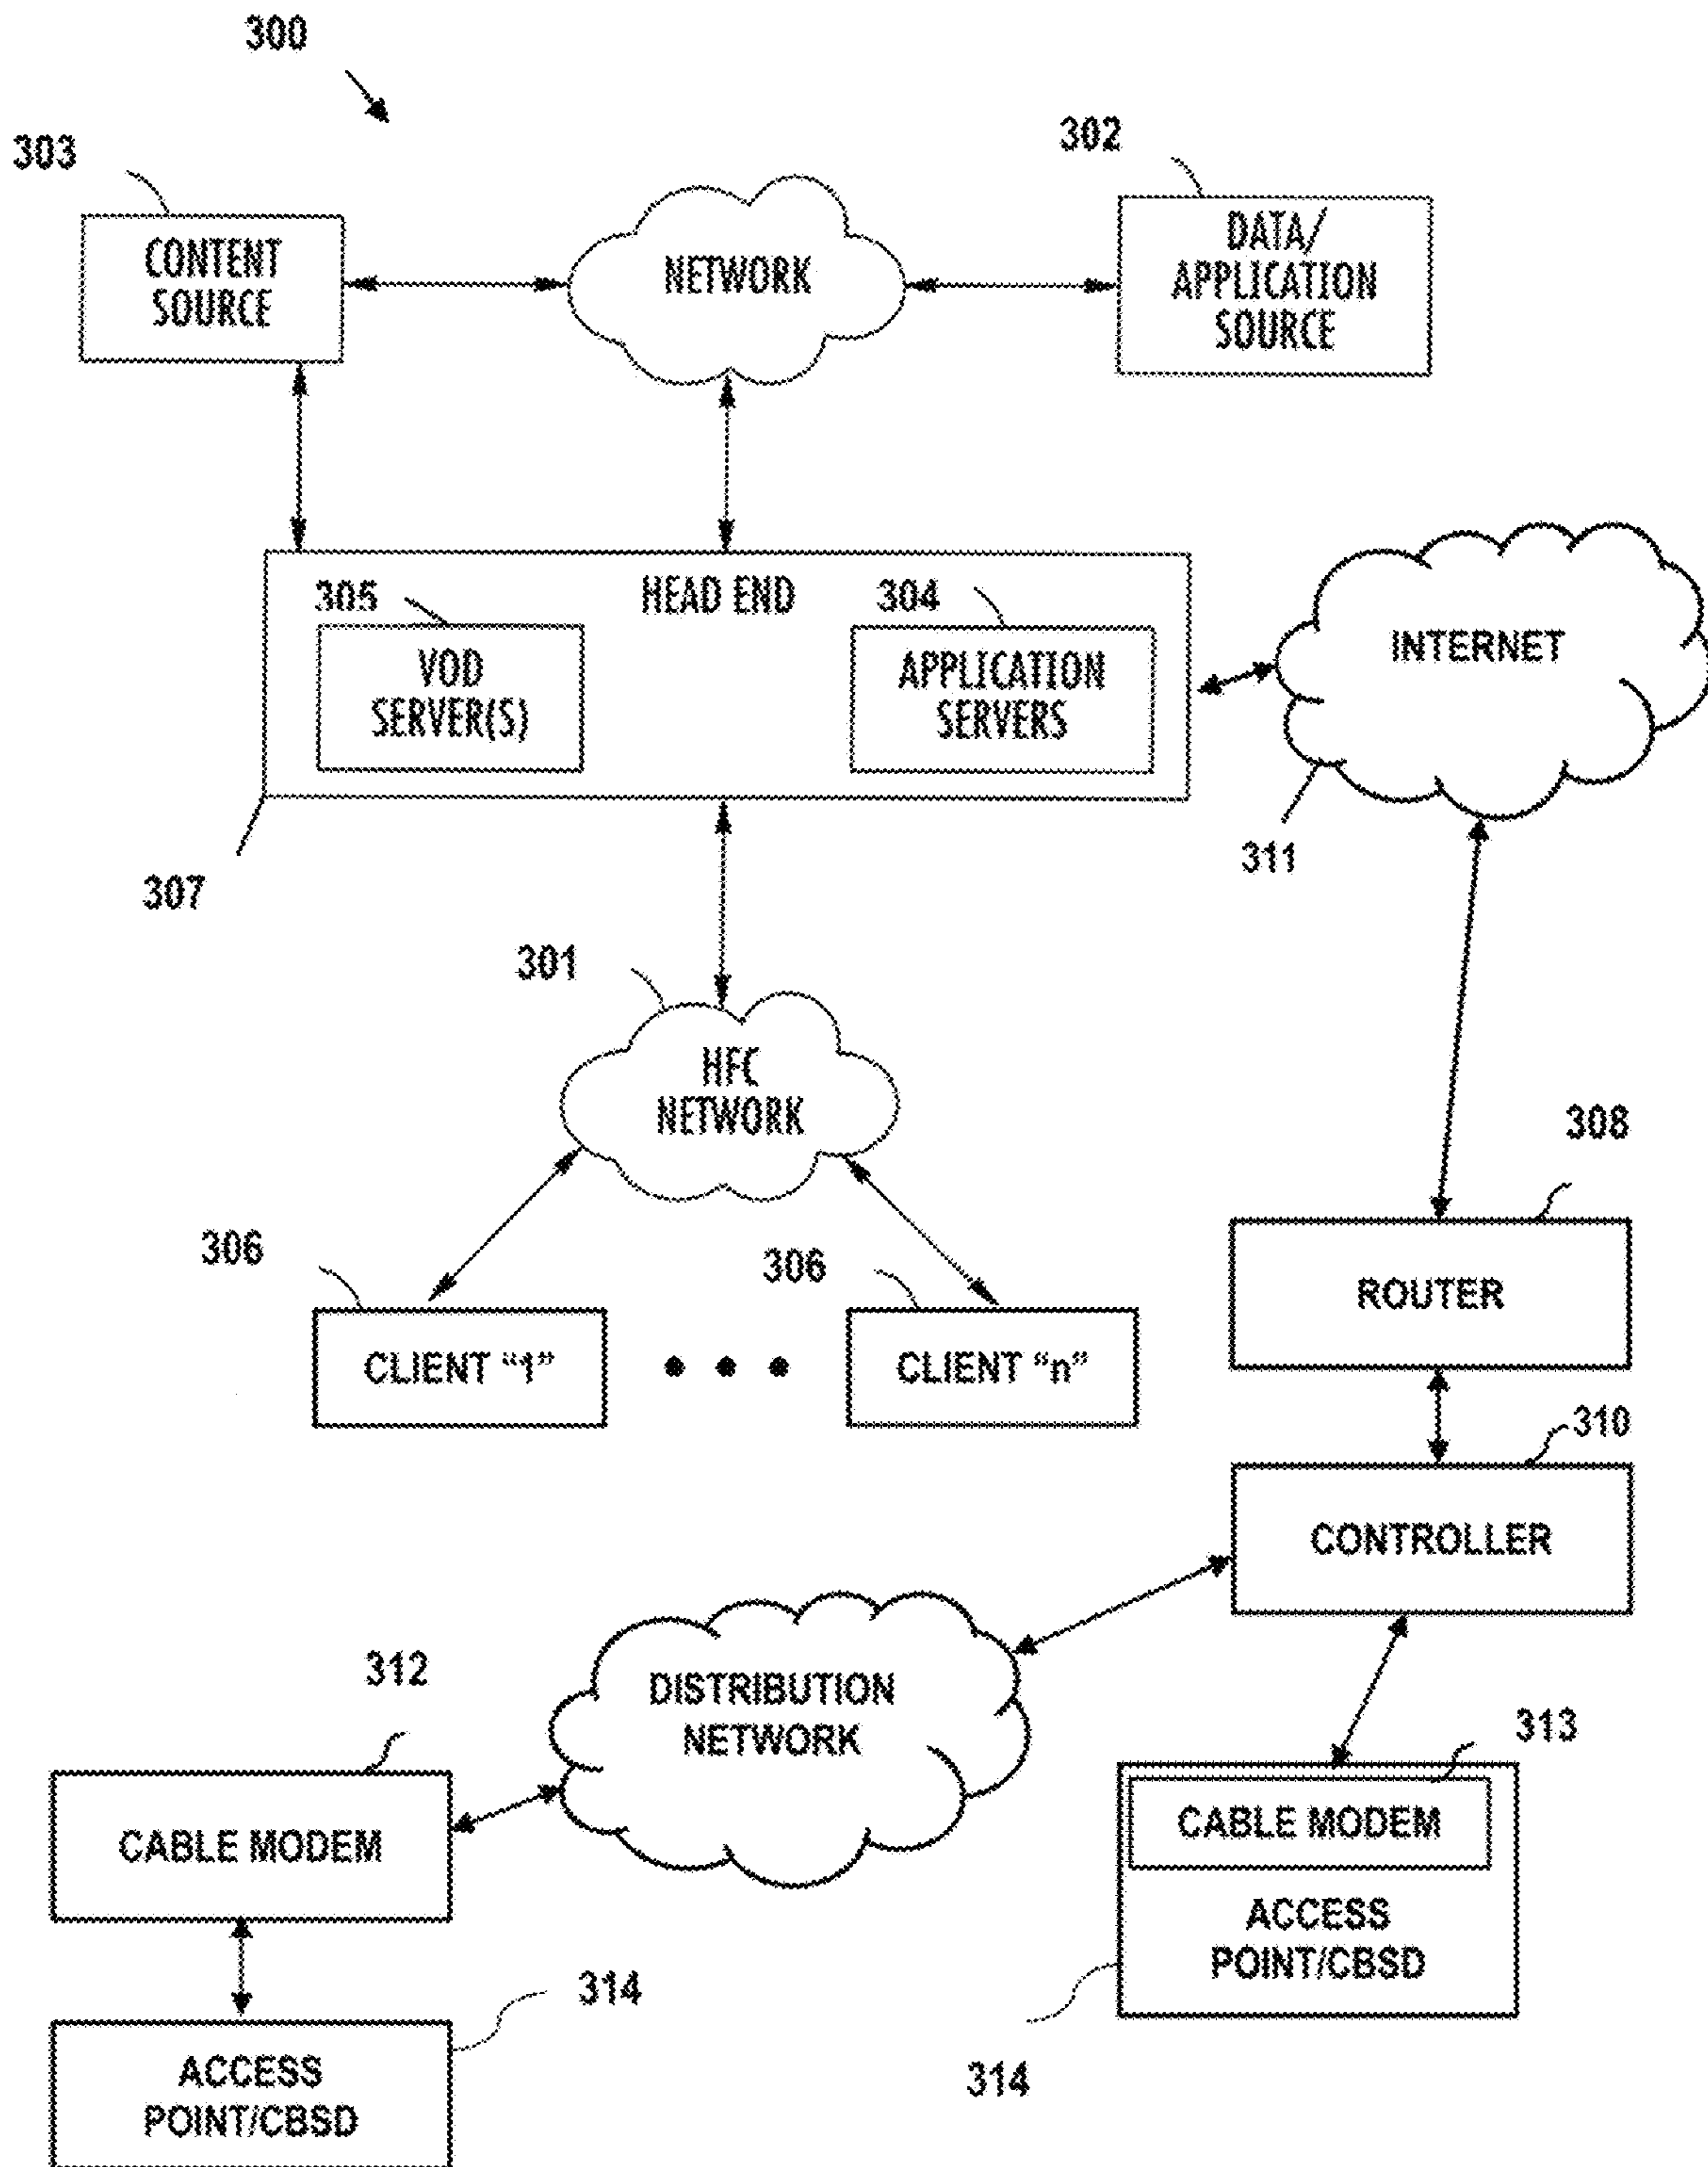 300
303
302
CONTENT
SOURCE
NETWORK
DATA/
APPLICATION
SOURCE
305
HEAD END
304
VOD
SERVER(S)
APPLICATION
SERVERS
INTERNET
307
311
301
HFC
NETWORK
308
306
306
ROUTER
CLIENT "1"
CLIENT "n"
310
CONTROLLER
312
DISTRIBUTION
NETWORK
313
CABLE MODEM
CABLE MODEM
ACCESS
POINT/CBSD
314
314
ACCESS
POINT/CBSD